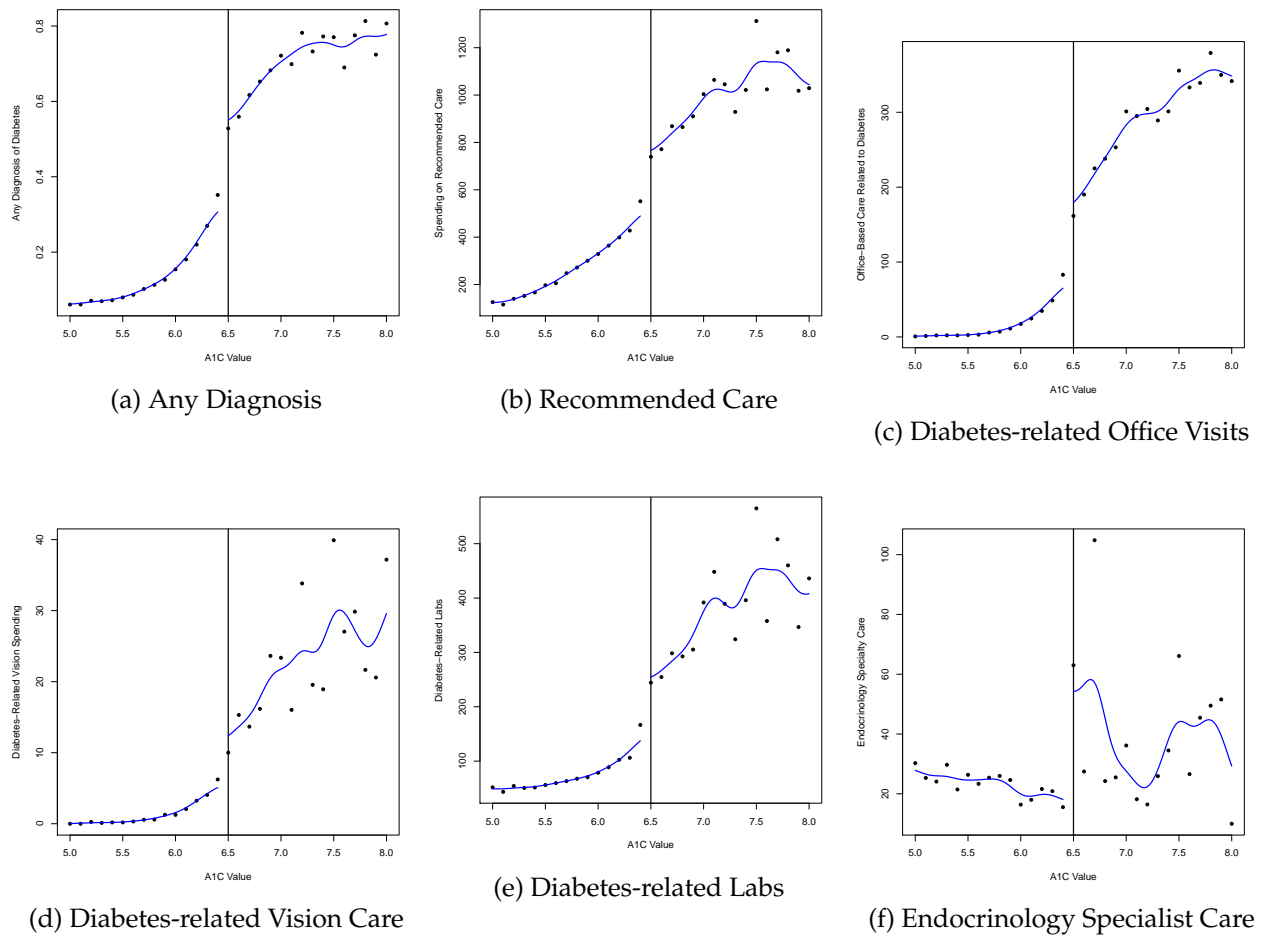 Any Diagnosis of Diabetes
0.2 0.4 0.6 0.8
5.0 5.5 6.0 6.5 7.0 7.5 8.0
A1C Value
(a) Any Diagnosis
Spending on Recommended Care
200 400 600 800 1000 1200
5.0 5.5 6.0 6.5 7.0 7.5 8.0
A1C Value
(b) Recommended Care
Office−Based Care Related to Diabetes
0 100 200 300
5.0 5.5 6.0 6.5 7.0 7.5 8.0
A1C Value
(c) Diabetes-related Office Visits
Diabetes−Related Vision Spending
0 10 20 30 40
5.0 5.5 6.0 6.5 7.0 7.5 8.0
A1C Value
(d) Diabetes-related Vision Care
Diabetes−Related Labs
100 200 300 400 500
5.0 5.5 6.0 6.5 7.0 7.5 8.0
A1C Value
(e) Diabetes-related Labs
Endocrinology Specialty Care
20 40 60 80 100
5.0 5.5 6.0 6.5 7.0 7.5 8.0
A1C Value
(f) Endocrinology Specialist Care